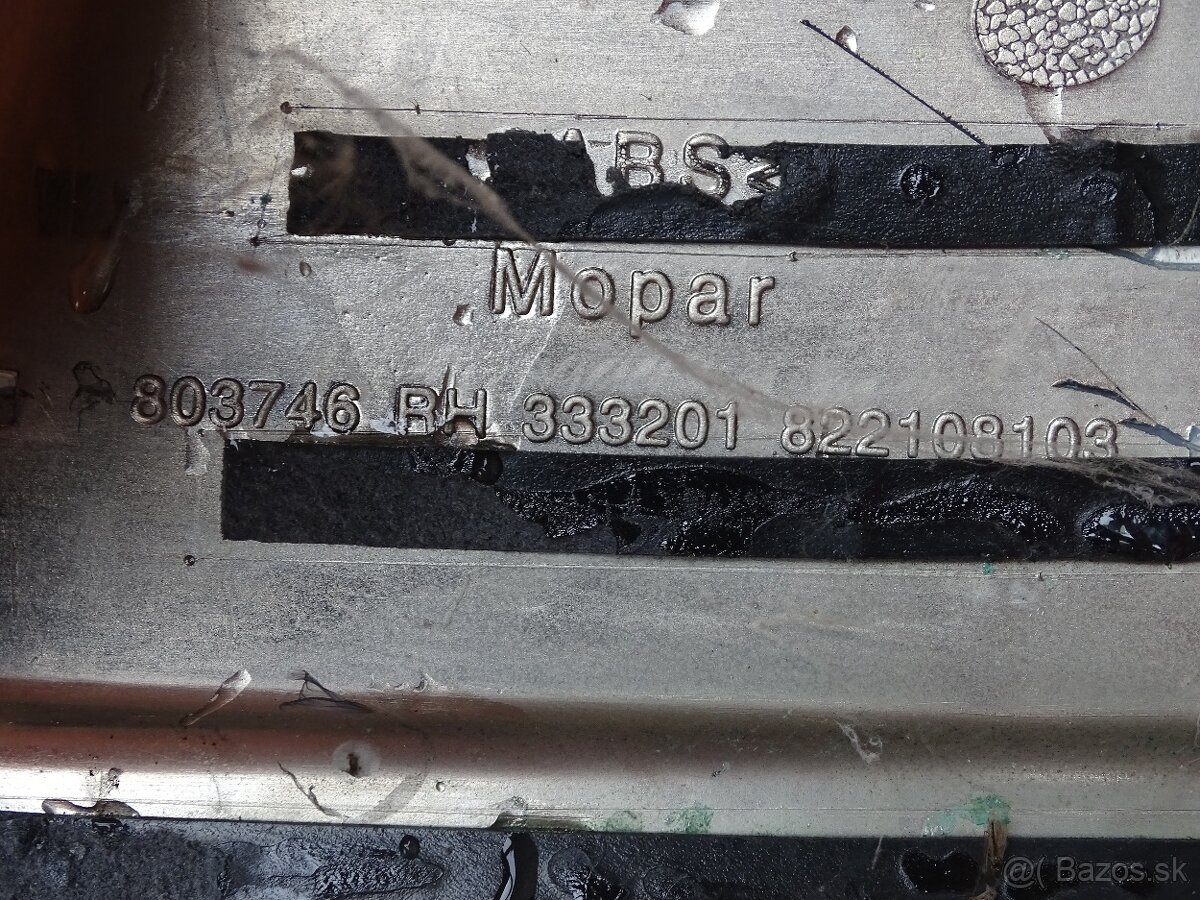 ABS<
Mopar
803746 RH 333201 822108103
@( Bazos.sk